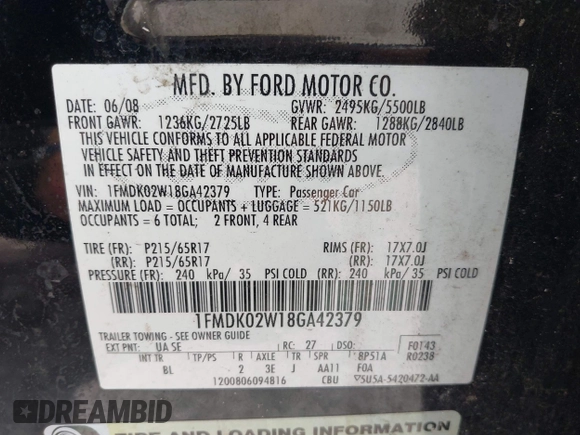 MFD. BY FORD MOTOR CO.
DATE: 06/08 GVWR: 2495KG/5500LB
FRONT GAWR: 1236KG/2725LB REAR GAWR: 1288KG/2840LB
THIS VEHICLE CONFORMS TO ALL APPLICABLE FEDERAL MOTOR
VEHICLE SAFETY AND THEFT PREVENTION STANDARDS
IN EFFECT ON THE DATE OF MANUFACTURE SHOWN ABOVE.
VIN: 1FMDK02W18GA42379 TYPE: Passenger Car
MAXIMUM LOAD = OCCUPANTS + LUGGAGE = 521KG/1150LB
OCCUPANTS = 6 TOTAL; 2 FRONT, 4 REAR
TIRE (FR): P215/65R17 RIMS (FR): 17X7.0J
(RR): P215/65R17 (RR): 17X7.0J
PRESSURE (FR): 240 kPa/ 35 PSI COLD (RR): 240 kPa/ 35 PSI COLD
1FMDK02W18GA42379
TRAILER TOWING - SEE OWNER GUIDE
EXT PNT: UA SE RC: 27 DSO: F0143
INT TR TP/PS R AXLE TR SPR BP51A R0238
BL 2 3E J AA11 F0A
1200806094816 CBU 5U5A-5420472-AA
DREAMBID
TIRE AND LOADING INFORMATION